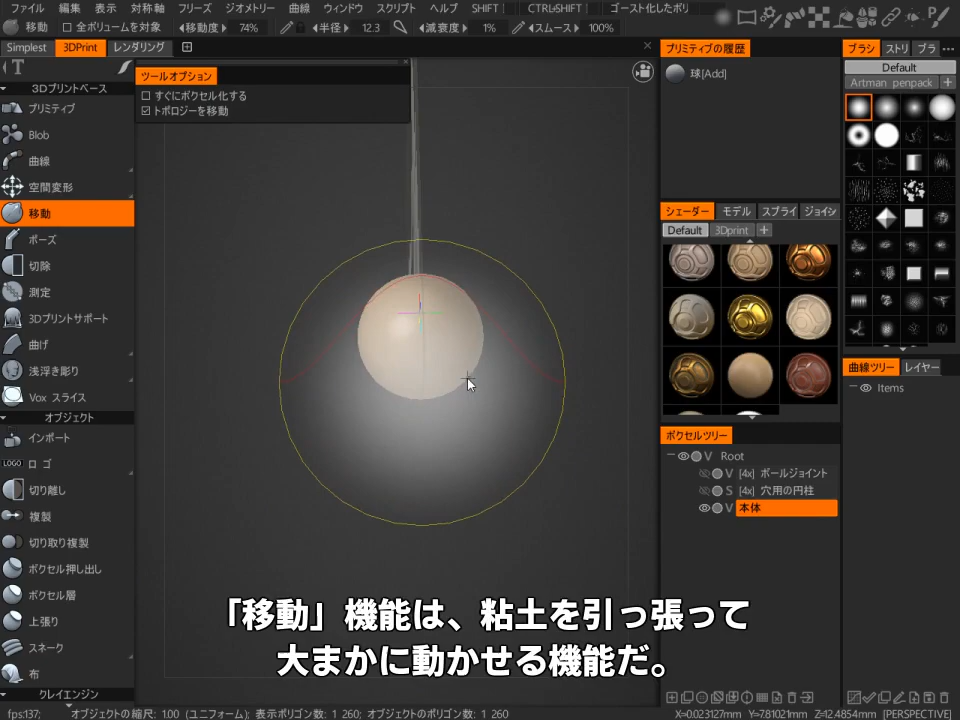 ファイル 編集 表示 対称軸 フリーズ ジオメトリー 曲線 ウィンドウ スクリプト ヘルプ SHIFT CTRL+SHIFT ゴースト化したポリ
移動 全ボリュームを対象 移動度 74% 半径 12.3 減衰度 1% スムース 100%
Simplest 3DPrint レンダリング
T
3Dプリントベース
プリミティブ
Blob
曲線
空間変形
移動
ポーズ
切除
測定
3Dプリントサポート
曲げ
浅浮き彫り
Vox スライス
オブジェクト
インポート
LOGO ロゴ
切り離し
複製
切り取り複製
ボクセル押し出し
ボクセル層
上張り
スネーク
布
クレイエンジン
ツールオプション
すぐにボクセル化する
トポロジーを移動
プリミティブの履歴
球[Add]
シェーダー モデル スプライ ジョイシ
Default 3Dprint +
ボクセルツリー
Root
V [4x] ボールジョイント
S [4x] 穴用の円柱
V 本体
ブラシ ストリ ブラ
Default
Artman penpack +
曲線ツリー レイヤー
Items
「移動」機能は、粘土を引っ張って
大まかに動かせる機能だ。
fps:137; オブジェクトの縮尺: 1.00 (ユニフォーム); 表示ポリゴン数: 1 260; オブジェクトのポリゴン数: 1 260
X=0.023127mm Y=7.81021mm Z=12.4854mm [PERSPECTIVE]